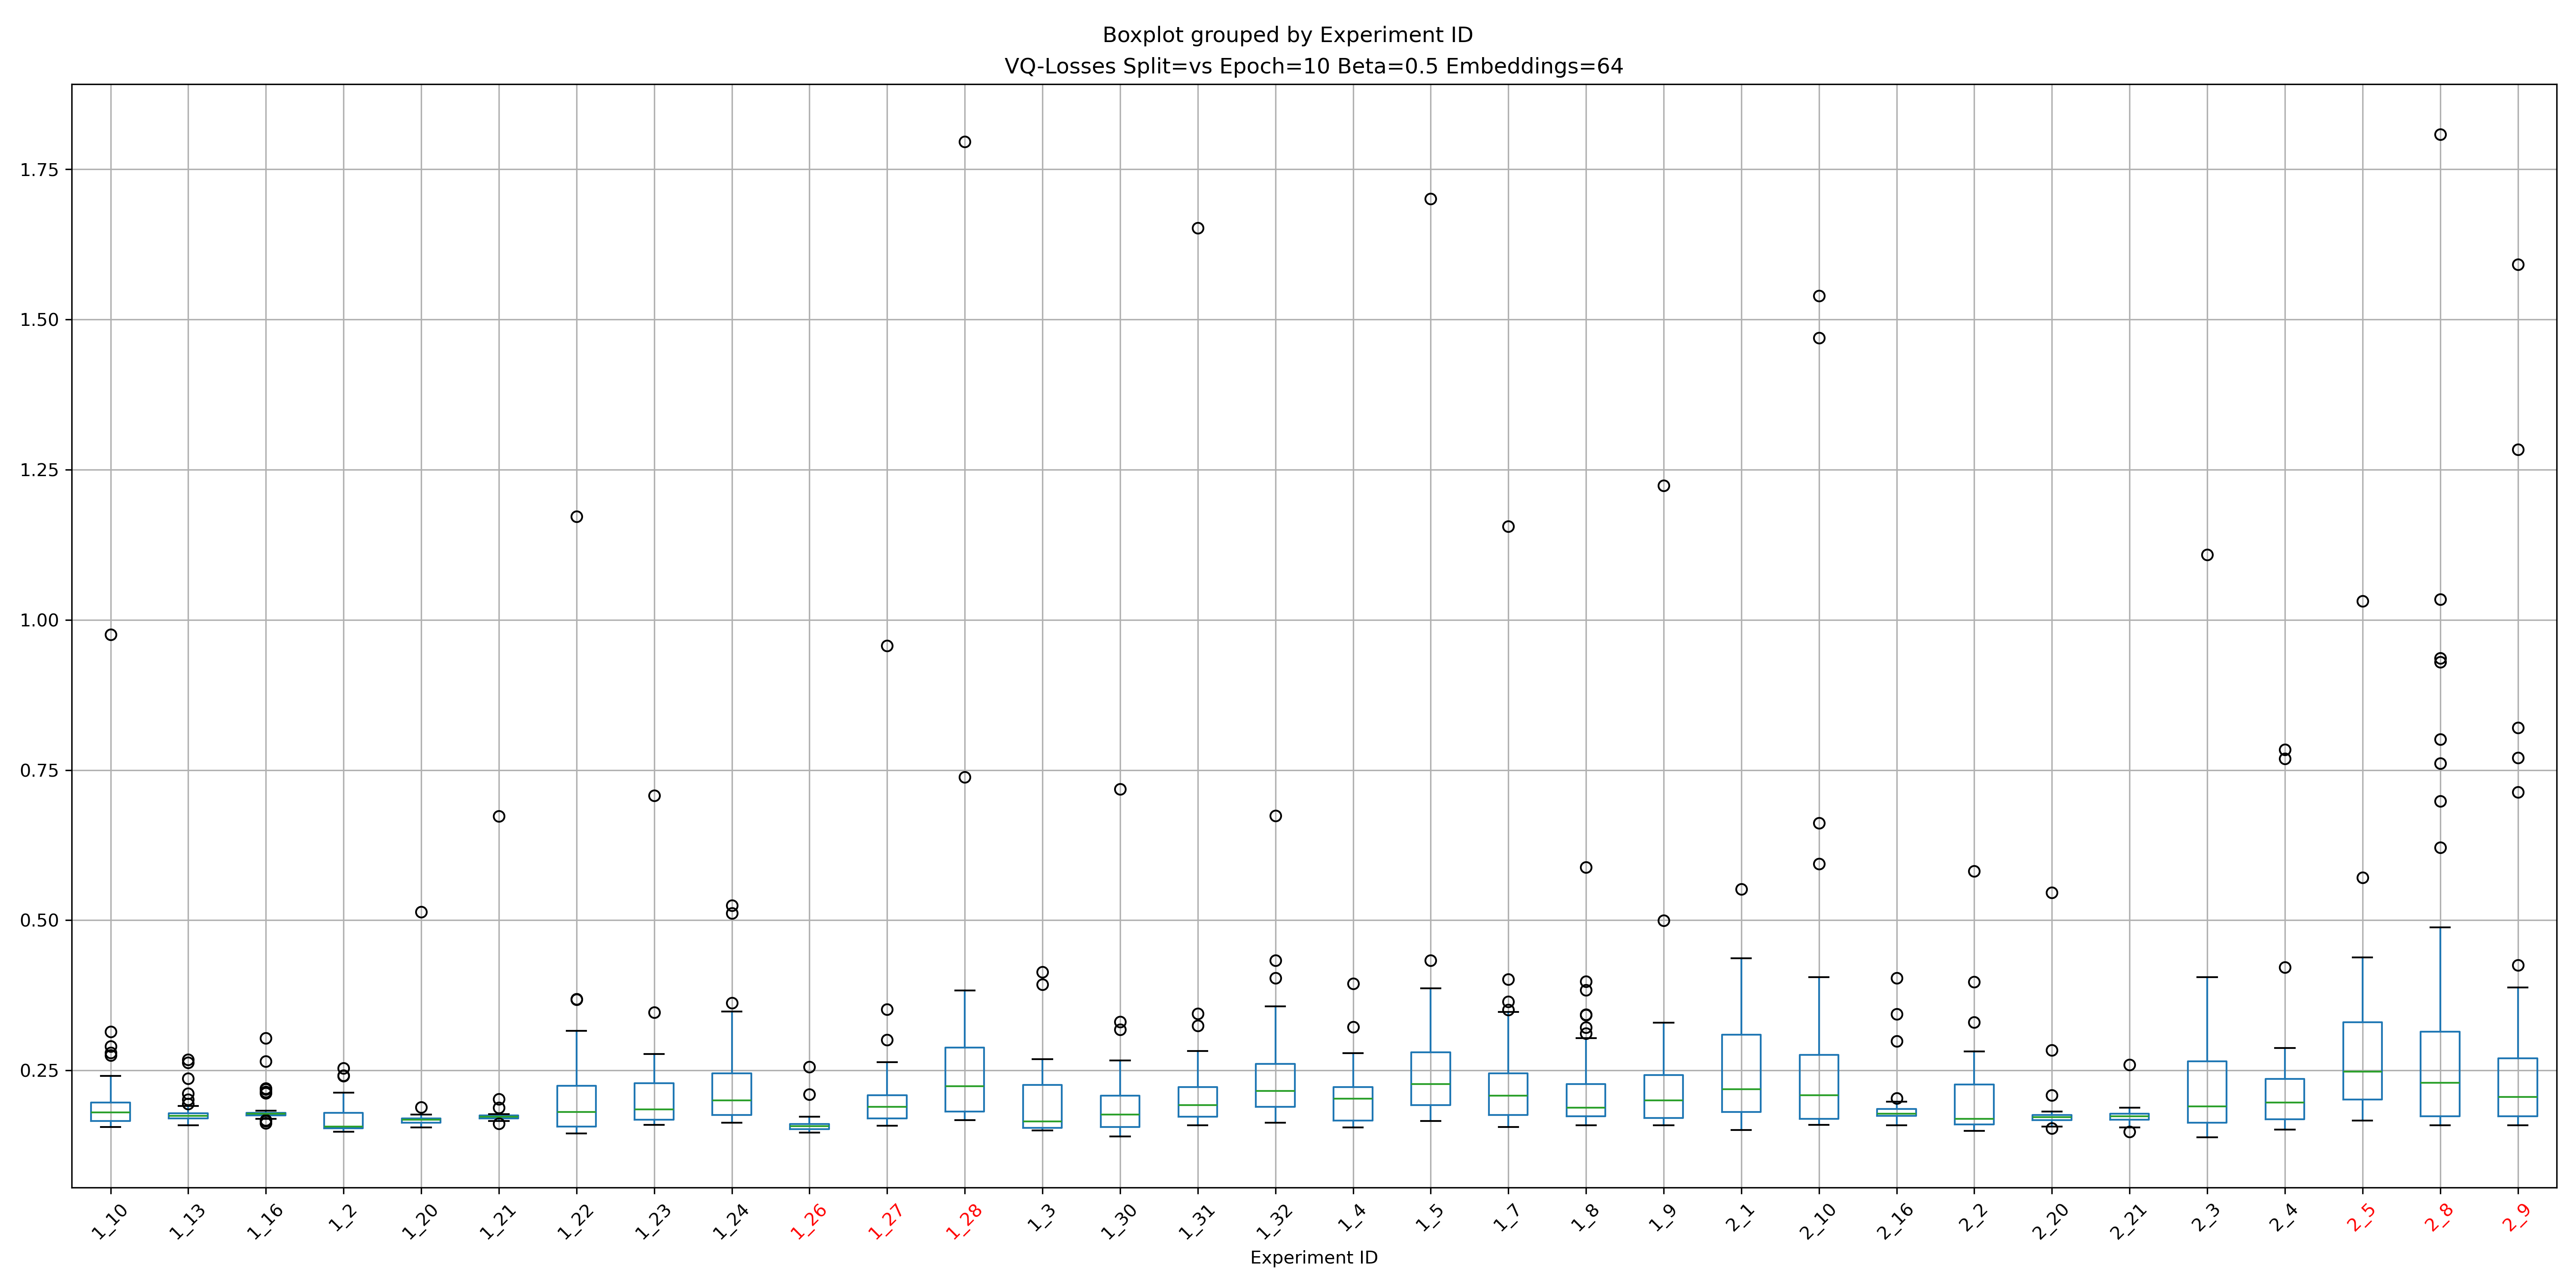 Boxplot grouped by Experiment ID
VQ-Losses Split=vs Epoch=10 Beta=0.5 Embeddings=64
1.75
1.50
1.25
1.00
0.75
0.50
0.25
1_10 1_13 1_16 1_2 1_20 1_21 1_22 1_23 1_24 1_26 1_27 1_28 1_3 1_30 1_31 1_32 1_4 1_5 1_7 1_8 1_9 2_1 2_10 2_16 2_2 2_20 2_21 2_3 2_4 2_5 2_8 2_9
Experiment ID